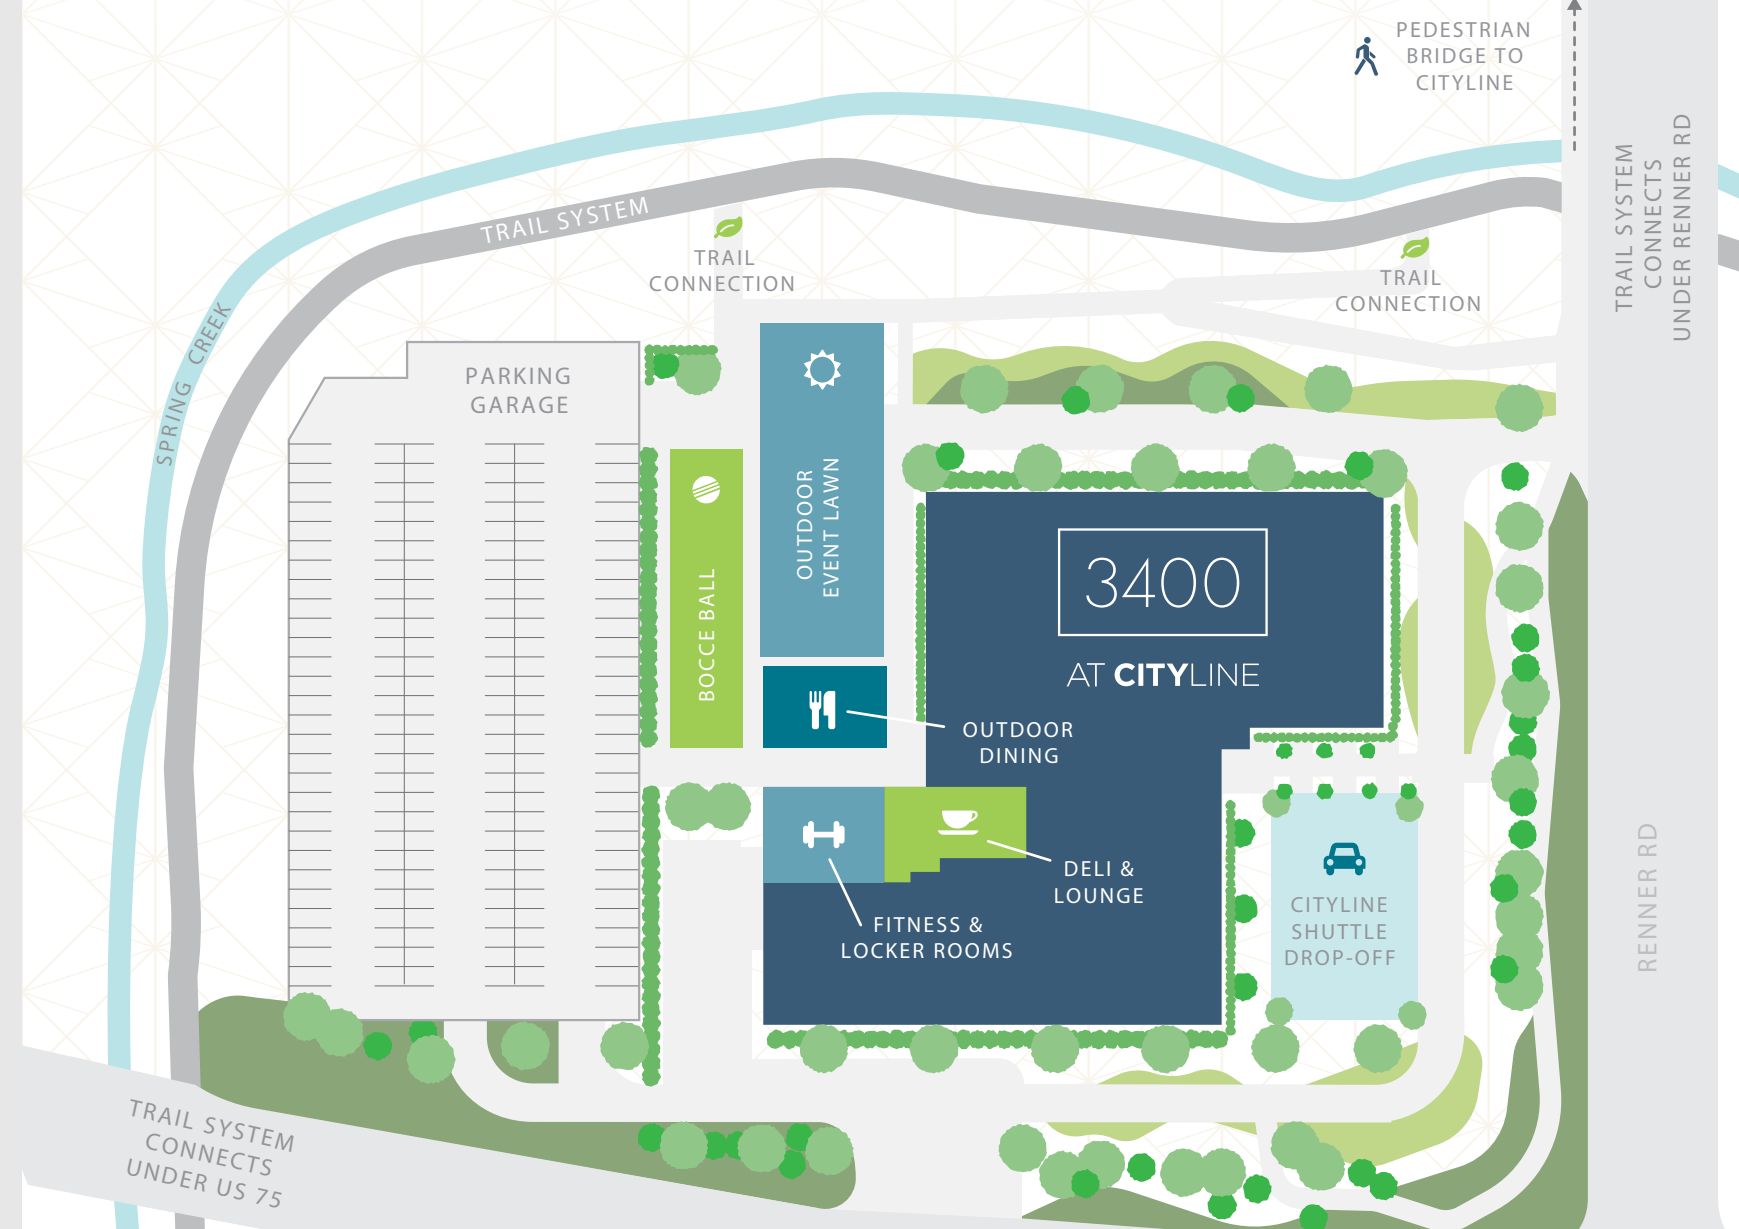 PEDESTRIAN
BRIDGE TO
CITYLINE
TRAIL SYSTEM
CONNECTS
UNDER RENNER RD
TRAIL SYSTEM
TRAIL
CONNECTION
TRAIL
CONNECTION
SPRING CREEK
PARKING
GARAGE
OUTDOOR
EVENT LAWN
BOCCE BALL
3400
AT CITYLINE
OUTDOOR
DINING
DELI &
LOUNGE
FITNESS &
LOCKER ROOMS
CITYLINE
SHUTTLE
DROP-OFF
RENNER RD
TRAIL SYSTEM
CONNECTS
UNDER US 75